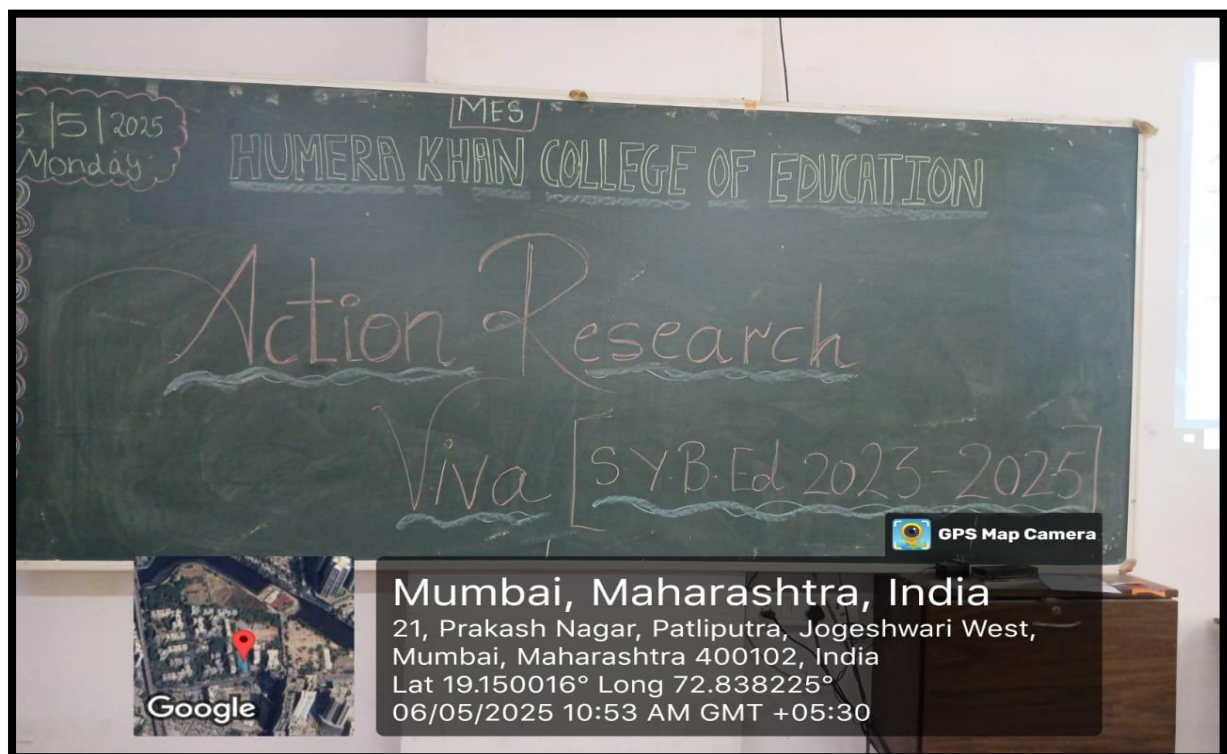 5|5|2025
Monday
MES
HUMERA KHAN COLLEGE OF EDUCATION
Action Research
Viva [S.Y.B.Ed 2023-2025]
GPS Map Camera
Mumbai, Maharashtra, India
21, Prakash Nagar, Patliputra, Jogeshwari West,
Mumbai, Maharashtra 400102, India
Lat 19.150016° Long 72.838225°
06/05/2025 10:53 AM GMT +05:30
Google